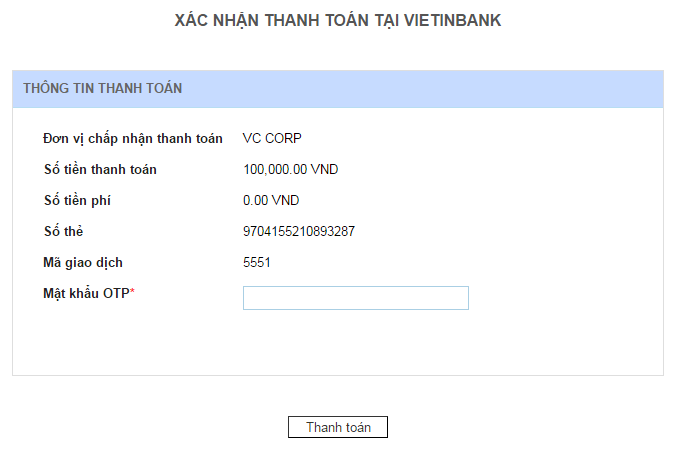 XÁC NHẬN THANH TOÁN TẠI VIETINBANK
THÔNG TIN THANH TOÁN
Đơn vị chấp nhận thanh toán VC CORP
Số tiền thanh toán 100,000.00 VND
Số tiền phí 0.00 VND
Số thẻ 9704155210893287
Mã giao dịch 5551
Mật khẩu OTP*
Thanh toán